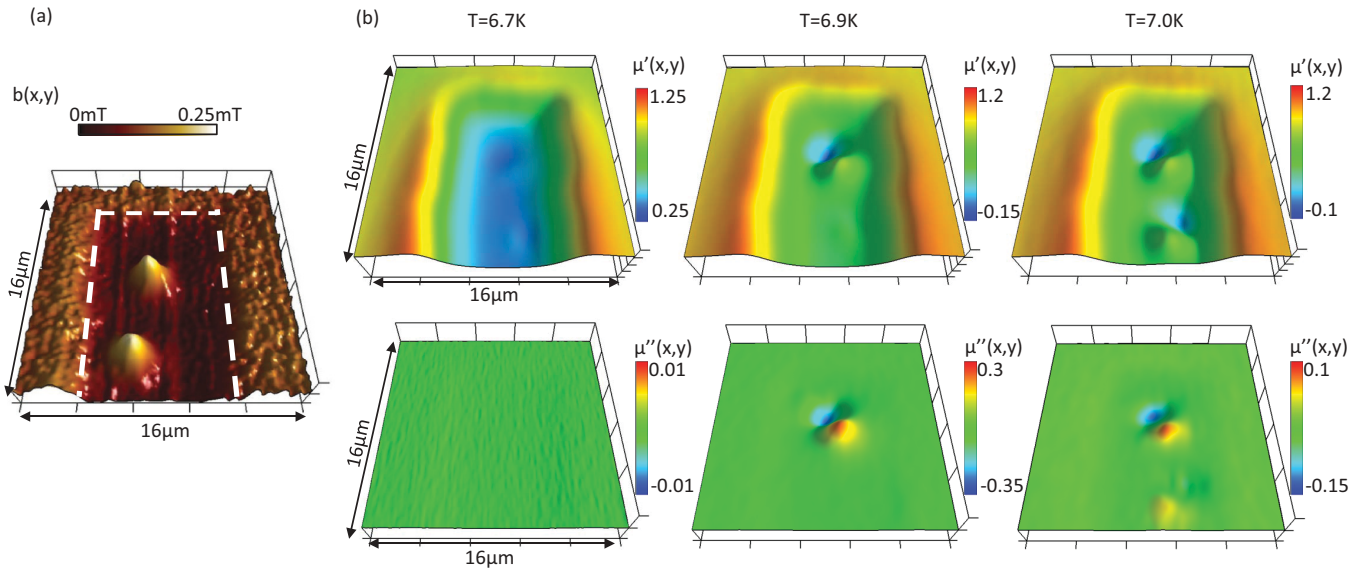 (a)
b(x,y)
0mT 0.25mT
16μm
16μm
(b)
T=6.7K T=6.9K T=7.0K
μ'(x,y)
1.25
0.25
16μm
16μm
μ'(x,y)
1.2
-0.15
μ'(x,y)
1.2
-0.1
μ''(x,y)
0.01
-0.01
16μm
16μm
μ''(x,y)
0.3
-0.35
μ''(x,y)
0.1
-0.15